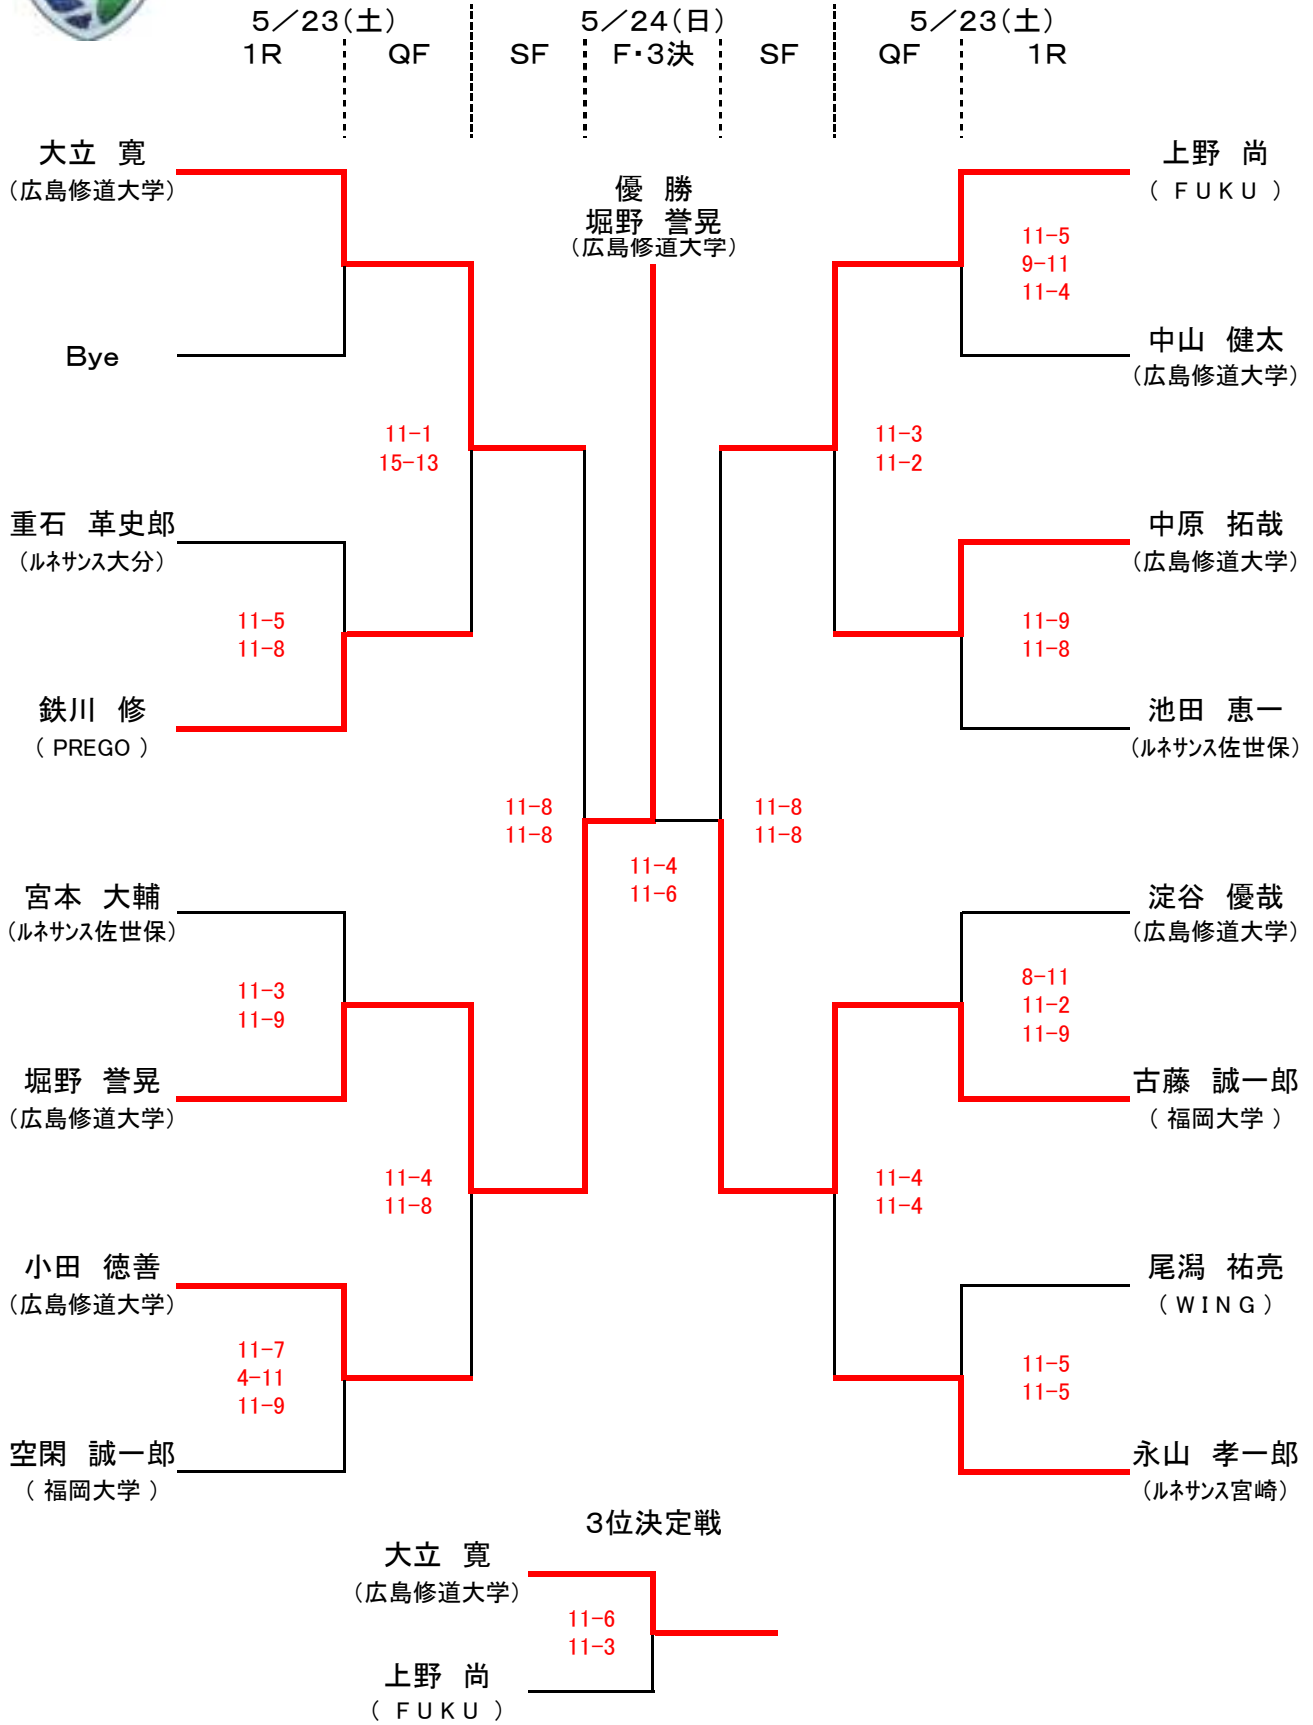 5／23(土)
5／24(日)
5／23(土)
1R QF SF F・3決 SF QF 1R
優 勝
堀野 誉晃
(広島修道大学)
大立 寛
(広島修道大学)
Bye
11-1
15-13
重石 革史郎
(ルネサンス大分)
11-5
11-8
鉄川 修
( PREGO )
11-8
11-8
宮本 大輔
(ルネサンス佐世保)
11-3
11-9
堀野 誉晃
(広島修道大学)
11-4
11-8
小田 徳善
(広島修道大学)
11-7
4-11
11-9
空閑 誠一郎
( 福岡大学 )
11-4
11-6
上野 尚
( FUKU )
11-5
9-11
11-4
中山 健太
(広島修道大学)
11-3
11-2
中原 拓哉
(広島修道大学)
11-9
11-8
池田 恵一
(ルネサンス佐世保)
11-8
11-8
淀谷 優哉
(広島修道大学)
8-11
11-2
11-9
古藤 誠一郎
( 福岡大学 )
11-4
11-4
尾潟 祐亮
( WING )
11-5
11-5
永山 孝一郎
(ルネサンス宮崎)
3位決定戦
大立 寛
(広島修道大学)
11-6
11-3
上野 尚
( FUKU )